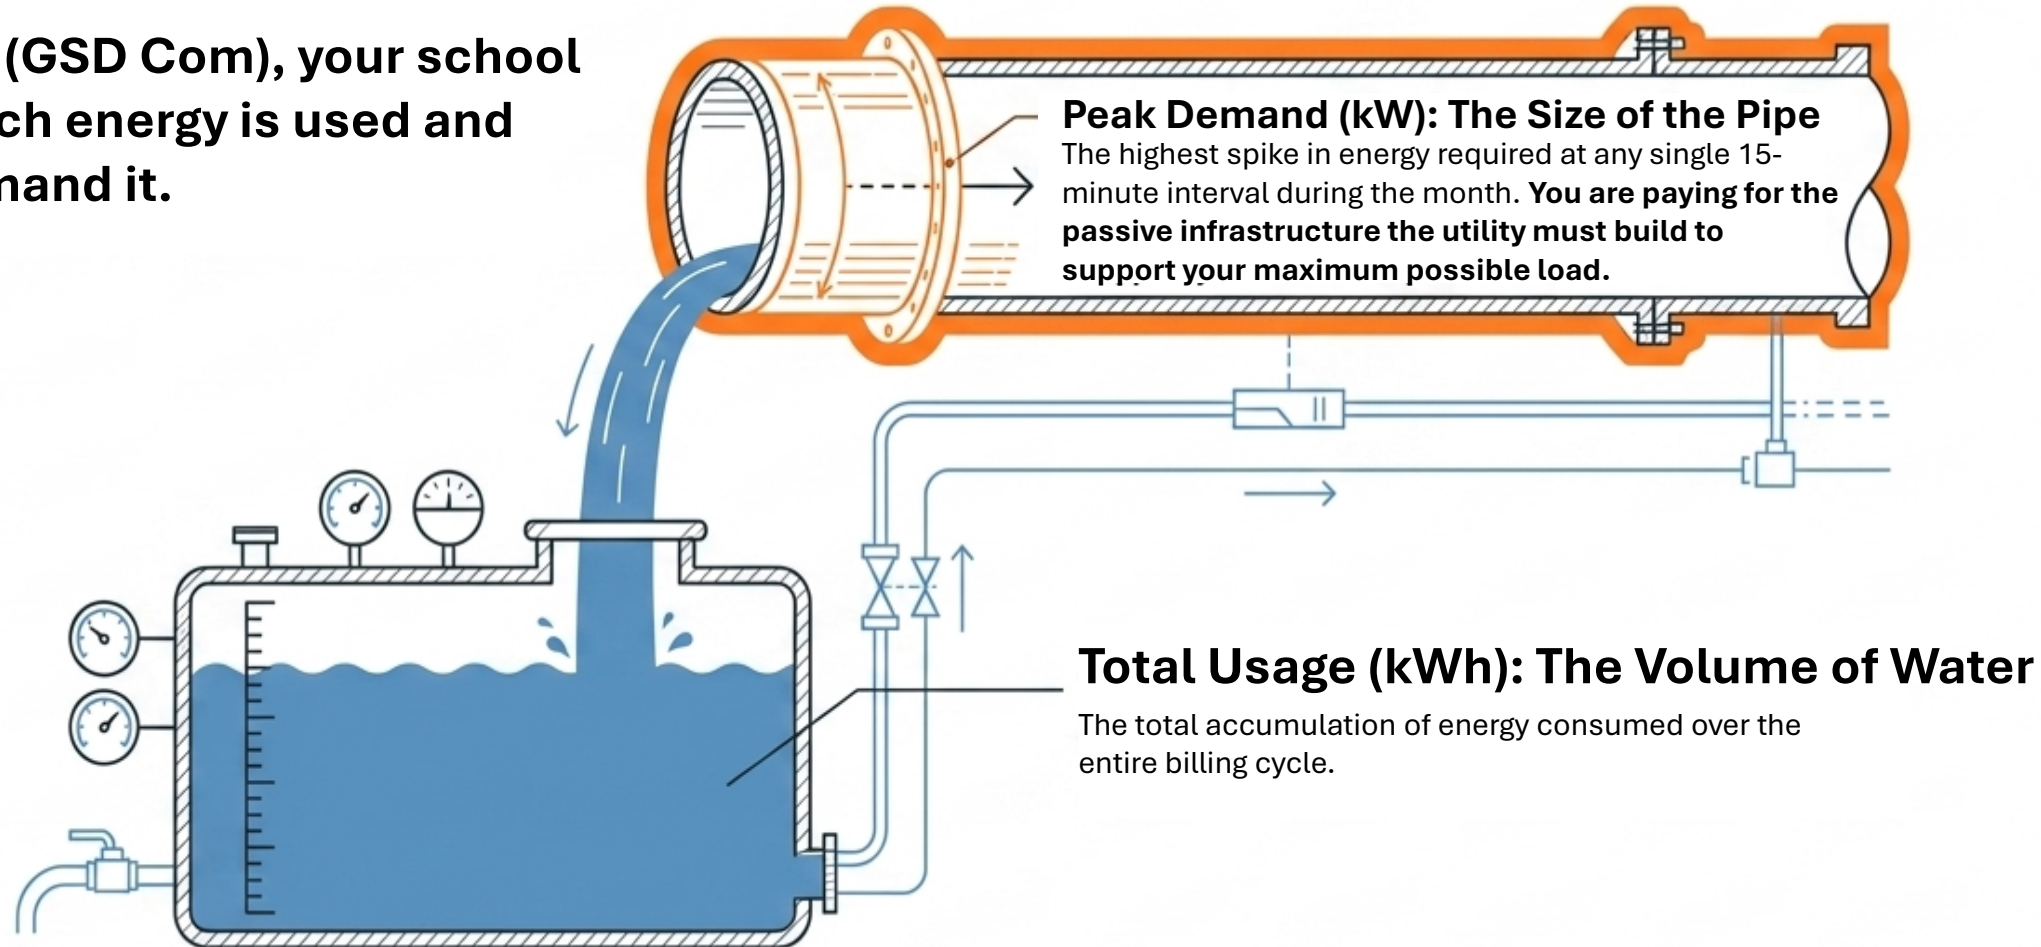 (GSD Com), your school
ch energy is used and
mand it.
Peak Demand (kW): The Size of the Pipe
The highest spike in energy required at any single 15-
minute interval during the month. You are paying for the
passive infrastructure the utility must build to
support your maximum possible load.
Total Usage (kWh): The Volume of Water
The total accumulation of energy consumed over the
entire billing cycle.